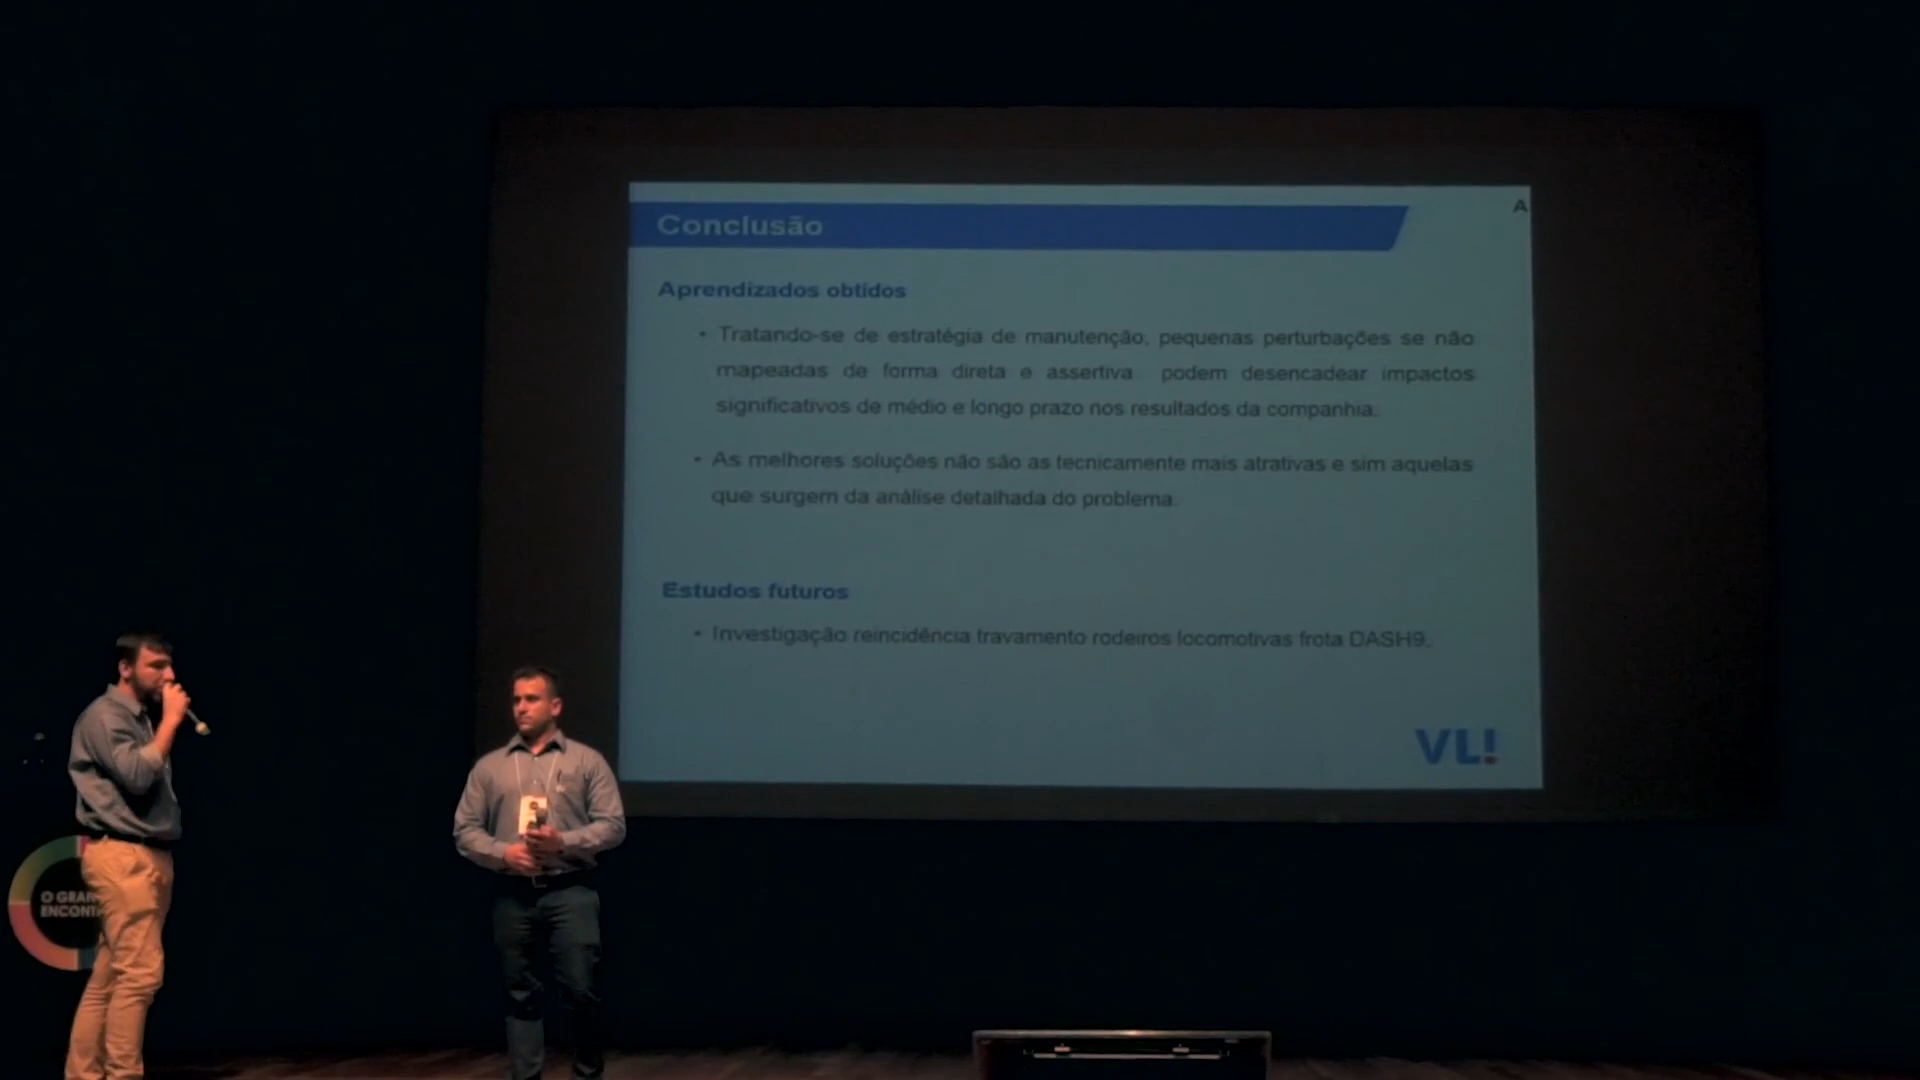 A
Conclusão
Aprendizados obtidos
• Tratando-se de estratégia de manutenção, pequenas perturbações se não
mapeadas de forma direta e assertiva podem desencadear impactos
significativos de médio e longo prazo nos resultados da companhia.
• As melhores soluções não são as tecnicamente mais atrativas e sim aquelas
que surgem da análise detalhada do problema.
Estudos futuros
• Investigação reincidência travamento rodeiros locomotivas frota DASH9.
VL!
O GRAN
ENCONT